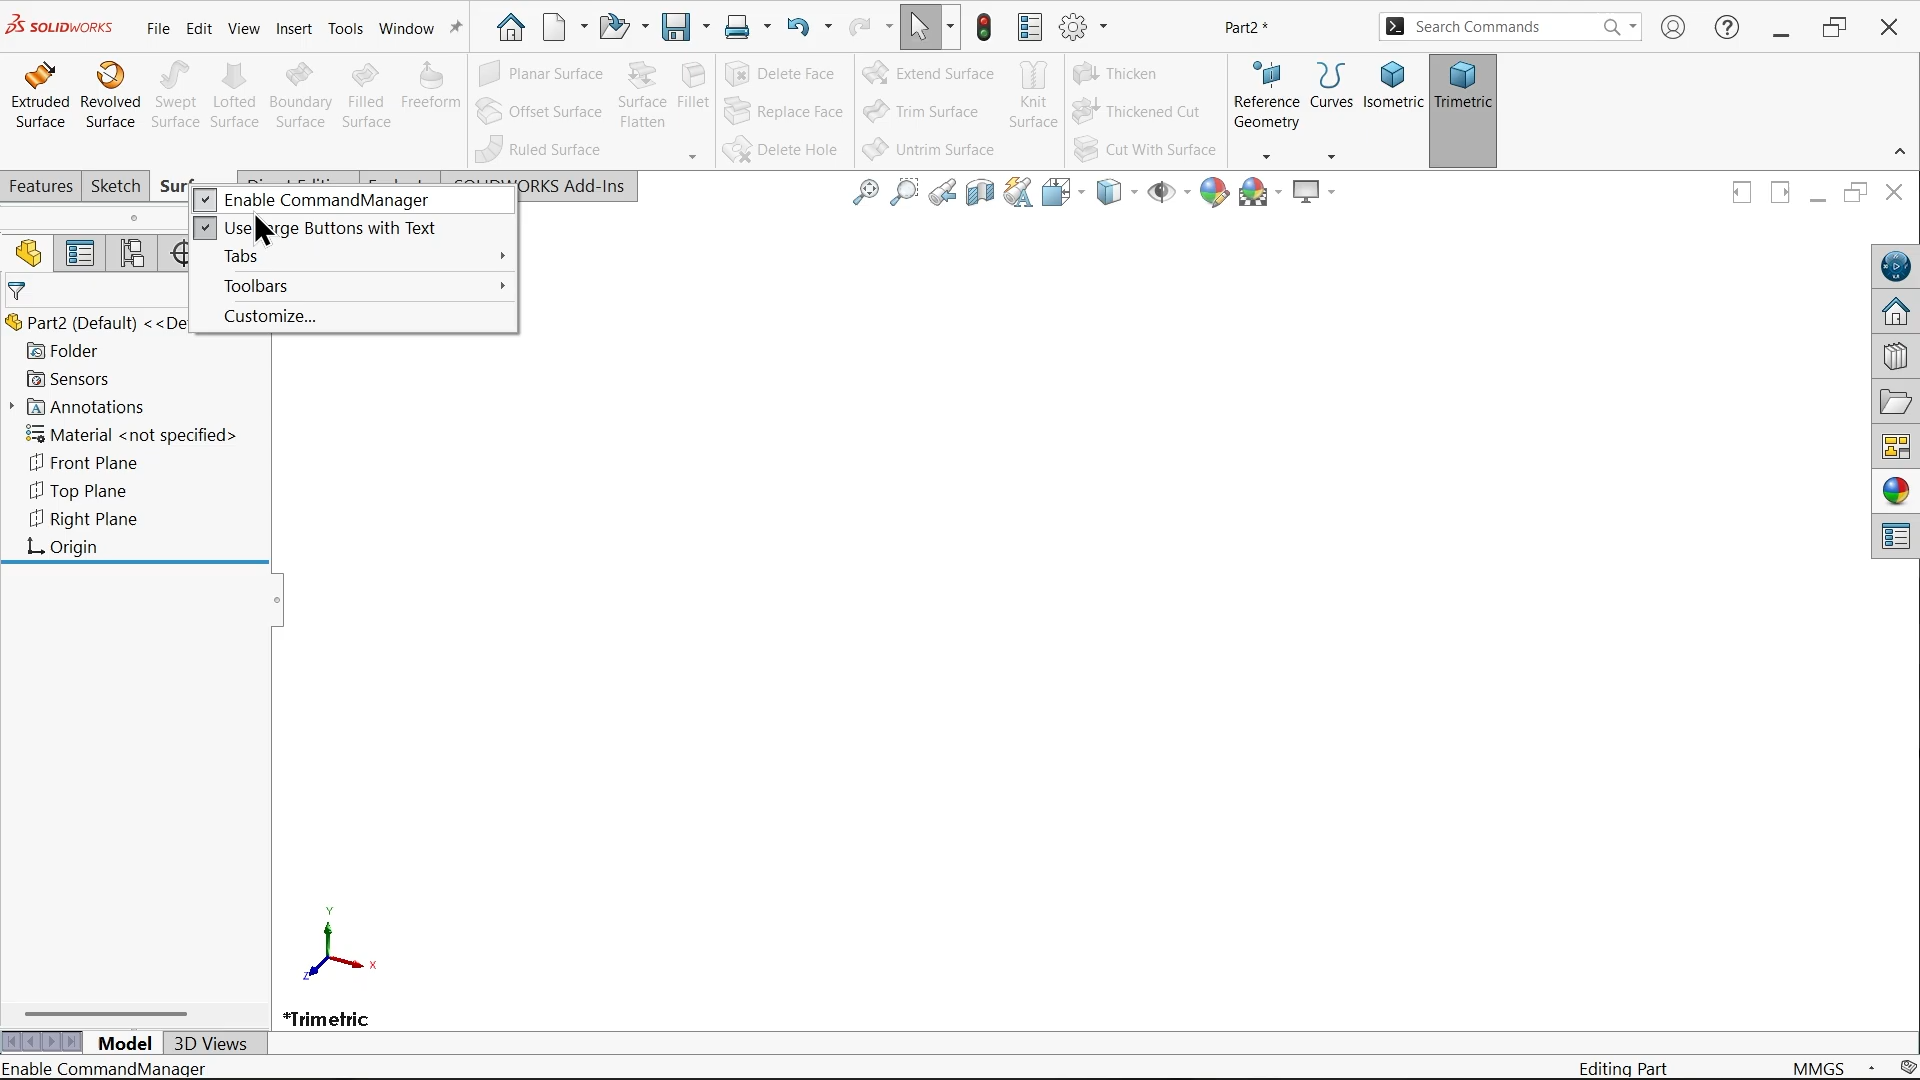 SOLIDWORKS File Edit View Insert Tools Window Part2 * Search Commands
Extruded Surface
Revolved Surface
Swept Surface
Lofted Surface
Boundary Surface
Filled Surface
Freeform
Planar Surface
Offset Surface
Ruled Surface
Surface Flatten
Fillet
Delete Face
Replace Face
Delete Hole
Extend Surface
Trim Surface
Untrim Surface
Knit Surface
Thicken
Thickened Cut
Cut With Surface
Reference Geometry
Curves
Isometric
Trimetric
Features Sketch
Enable CommandManager
Buttons with Text
Tabs
Toolbars
Customize...
Part2 (Default) <<De
Folder
Sensors
Annotations
Material <not specified>
Front Plane
Top Plane
Right Plane
Origin
Y
X
Z
*Trimetric
Model 3D Views
Enable CommandManager Editing Part MMGS